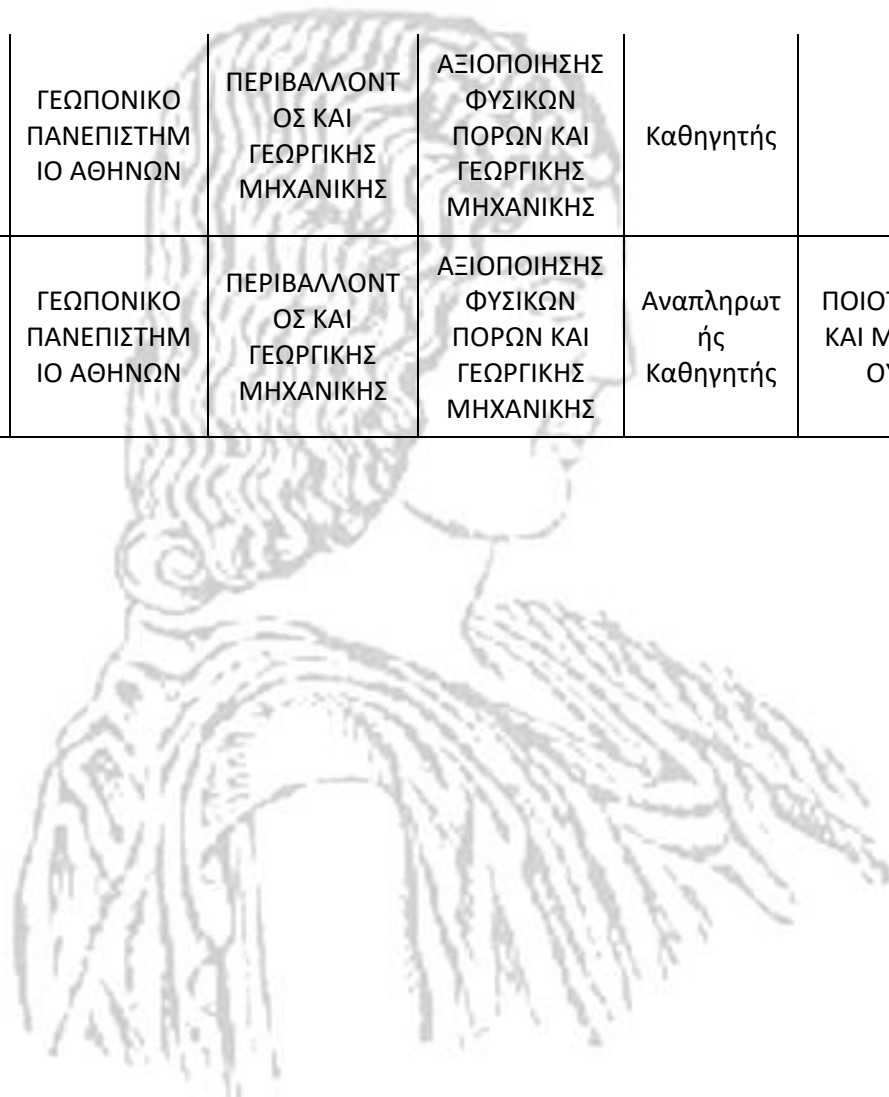 ΓΕΩΠΟΝΙΚΟ
ΠΑΝΕΠΙΣΤΗΜ
ΙΟ ΑΘΗΝΩΝ
ΠΕΡΙΒΑΛΛΟΝΤ
ΟΣ ΚΑΙ
ΓΕΩΡΓΙΚΗΣ
ΜΗΧΑΝΙΚΗΣ
ΑΞΙΟΠΟΙΗΣΗΣ
ΦΥΣΙΚΩΝ
ΠΟΡΩΝ ΚΑΙ
ΓΕΩΡΓΙΚΗΣ
ΜΗΧΑΝΙΚΗΣ
Καθηγητής
ΓΕΩΠΟΝΙΚΟ
ΠΑΝΕΠΙΣΤΗΜ
ΙΟ ΑΘΗΝΩΝ
ΠΕΡΙΒΑΛΛΟΝΤ
ΟΣ ΚΑΙ
ΓΕΩΡΓΙΚΗΣ
ΜΗΧΑΝΙΚΗΣ
ΑΞΙΟΠΟΙΗΣΗΣ
ΦΥΣΙΚΩΝ
ΠΟΡΩΝ ΚΑΙ
ΓΕΩΡΓΙΚΗΣ
ΜΗΧΑΝΙΚΗΣ
Αναπληρωτ
ής
Καθηγητής
ΚΑΙ